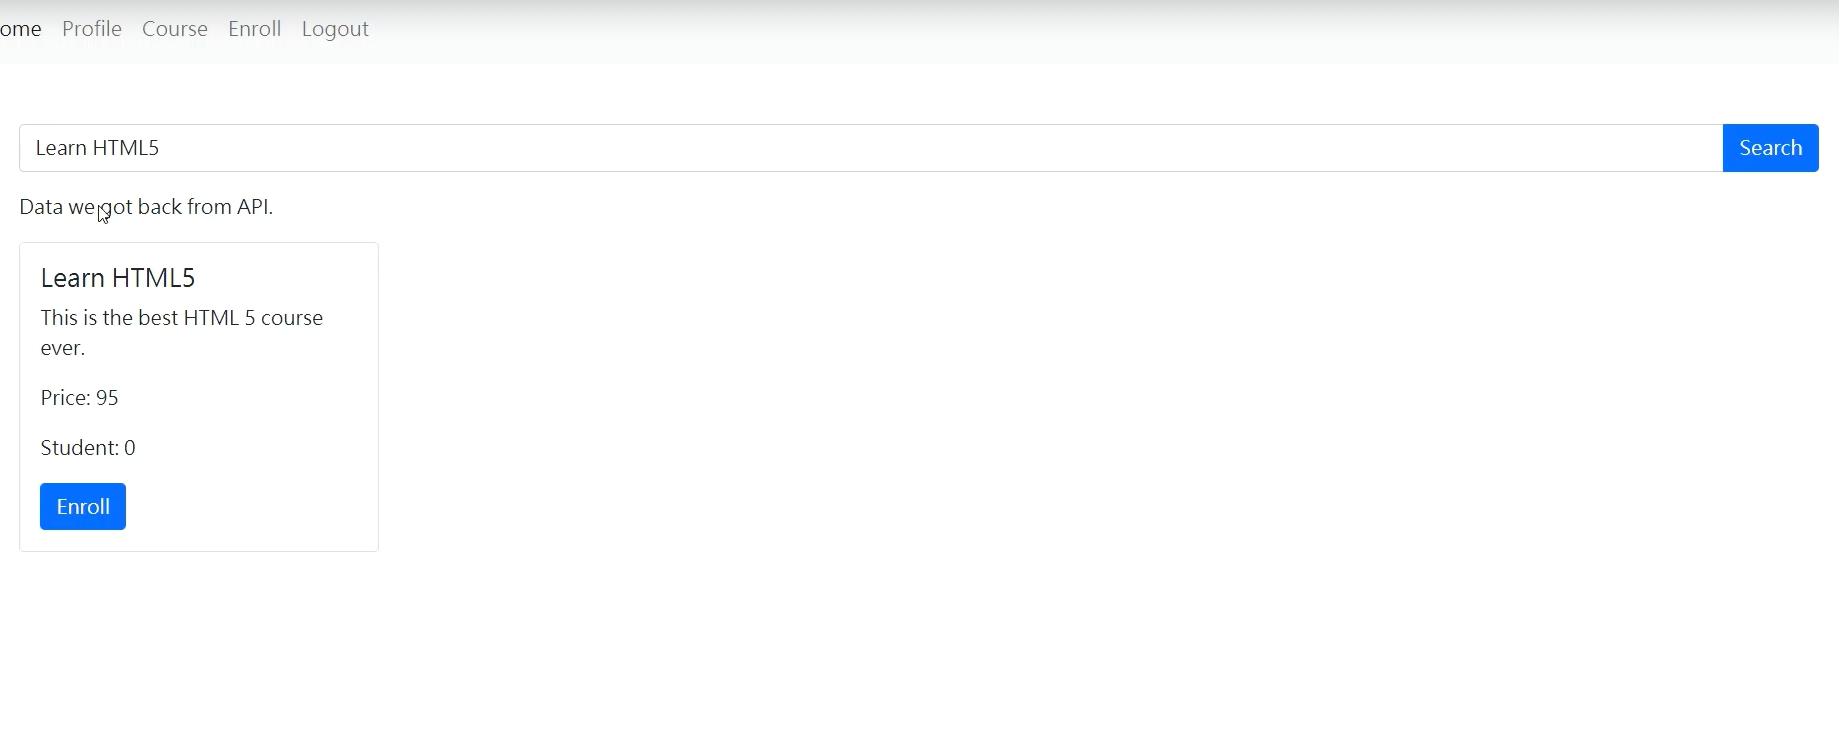 ome Profile Course Enroll Logout
Learn HTML5 Search
Data we got back from API.
Learn HTML5
This is the best HTML 5 course
ever.
Price: 95
Student: 0
Enroll